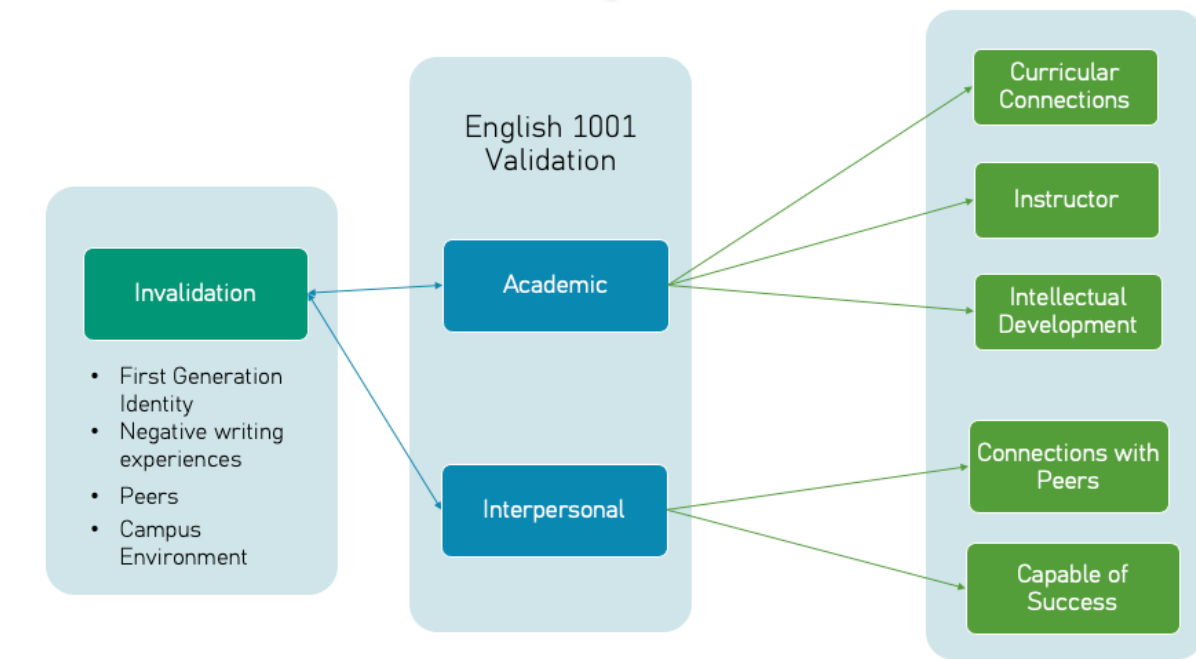 Invalidation
• First Generation
Identity
• Negative writing
experiences
• Peers
• Campus
Environment
English 1001
Validation
Academic
Interpersonal
Curricular
Connections
Instructor
Intellectual
Development
Connections with
Peers
Capable of
Success